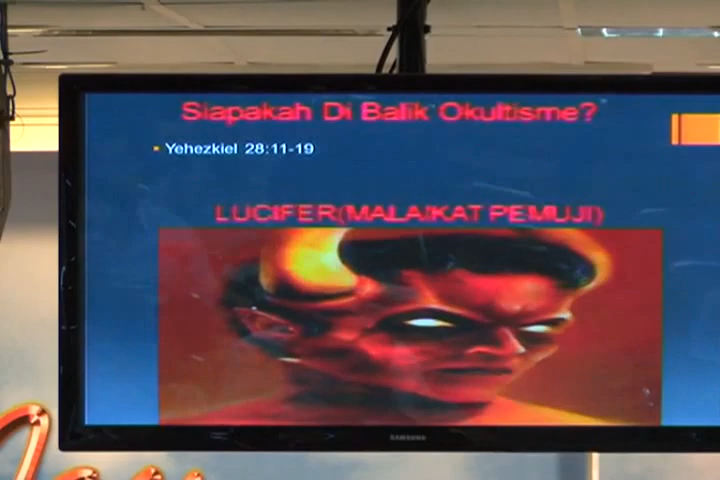 Siapakah Di Balik Okultisme?
Yehezkiel 28:11-19
LUCIFER(MALAIKAT PEMUJI)
SAMSUNG